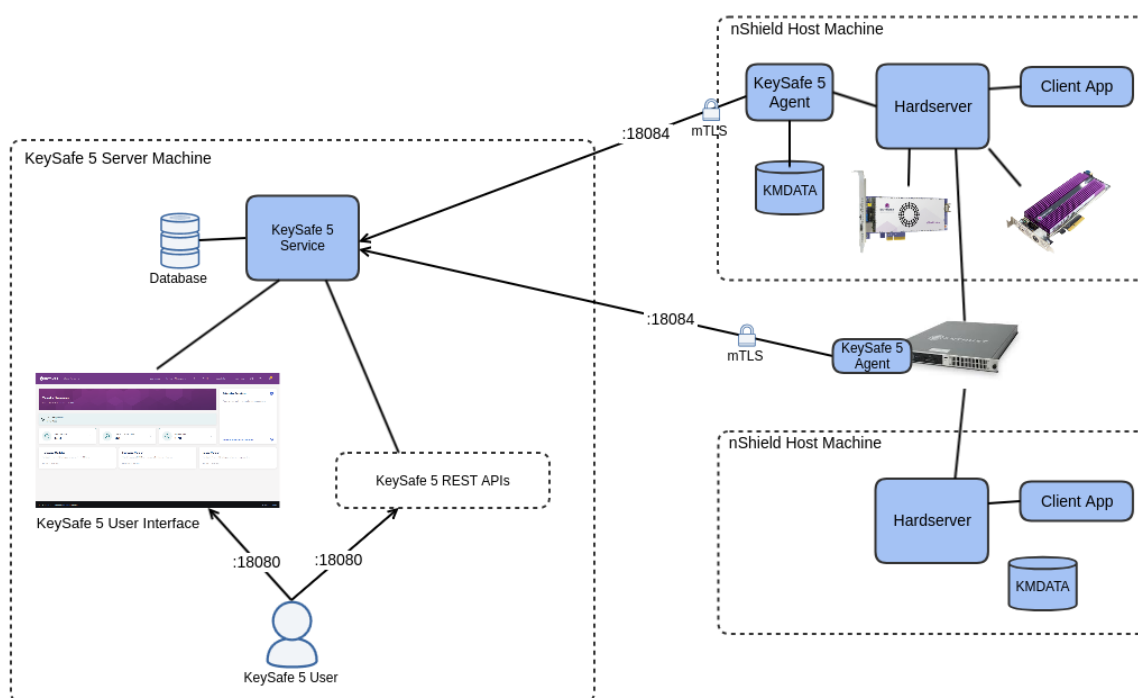 nShield Host Machine
KeySafe 5
Agent
Hardserver
Client App
mTLS
:18084
KMDATA
KeySafe 5 Server Machine
KeySafe 5
Service
Database
:18084
mTLS
KeySafe 5
Agent
nShield Host Machine
KeySafe 5 REST APIs
Client App
Hardserver
KeySafe 5 User Interface
:18080
:18080
KMDATA
KeySafe 5 User